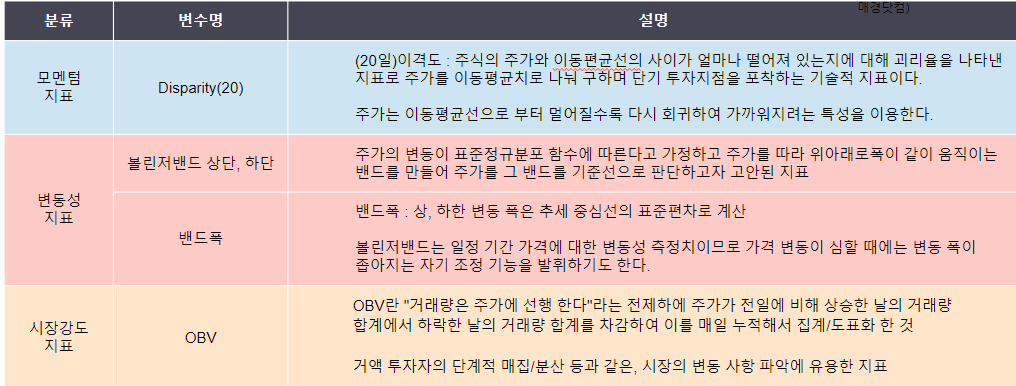 매경닷컴)
분류 변수명 설명
모멘텀
지표
Disparity(20)
(20일)이격도 : 주식의 주가와 이동편균선의 사이가 얼마나 떨어져 있는지에 대해 괴리율을 나타낸
지표로 주가를 이동평균치로 나눠 구하며 단기 투자지점을 포착하는 기술적 지표이다.
주가는 이동평균선으로 부터 멀어질수록 다시 회귀하여 가까워지려는 특성을 이용한다.
변동성
지표
볼린저밴드 상단, 하단
주가의 변동이 표준정규분포 함수에 따른다고 가정하고 주가를 따라 위아래로폭이 같이 움직이는
밴드를 만들어 주가를 그 밴드를 기준선으로 판단하고자 고안된 지표
밴드폭
밴드폭 : 상, 하한 변동 폭은 추세 중심선의 표준편차로 계산
볼린저밴드는 일정 기간 가격에 대한 변동성 측정치이므로 가격 변동이 심할 때에는 변동 폭이
좁아지는 자기 조정 기능을 발휘하기도 한다.
시장강도
지표
OBV
OBV란 "거래량은 주가에 선행 한다"라는 전제하에 주가가 전일에 비해 상승한 날의 거래량
합계에서 하락한 날의 거래량 합계를 차감하여 이를 매일 누적해서 집계/도표화 한 것
거액 투자자의 단계적 매집/분산 등과 같은, 시장의 변동 사항 파악에 유용한 지표